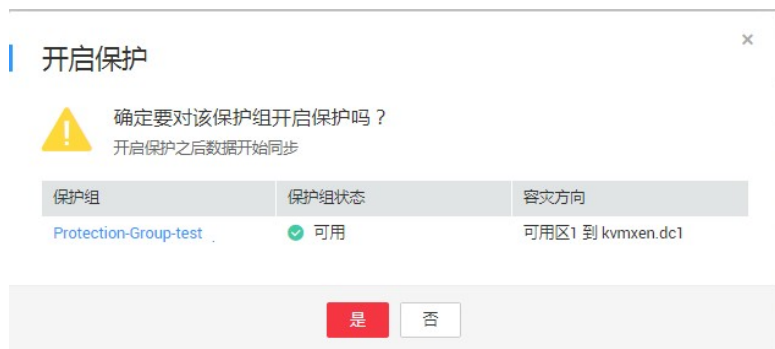 开启保护
×
确定要对该保护组开启保护吗？
开启保护之后数据开始同步
保护组 保护组状态 容灾方向
Protection-Group-test 可用 可用区1 到 kvmxen.dc1
是 否